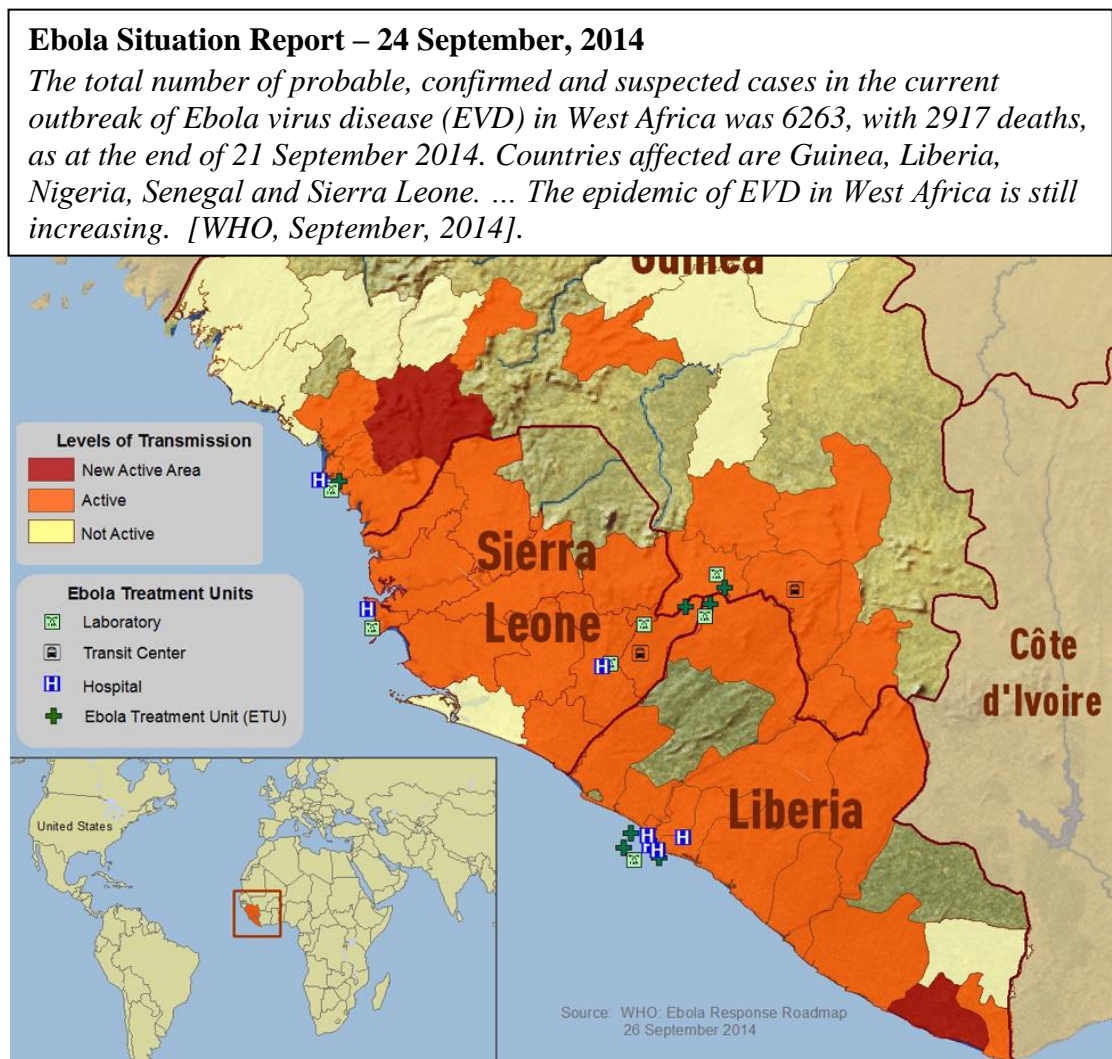 Ebola Situation Report – 24 September, 2014
The total number of probable, confirmed and suspected cases in the current
outbreak of Ebola virus disease (EVD) in West Africa was 6263, with 2917 deaths,
as at the end of 21 September 2014. Countries affected are Guinea, Liberia,
Nigeria, Senegal and Sierra Leone. … The epidemic of EVD in West Africa is still
increasing. [WHO, September, 2014].
Guinea
Levels of Transmission
New Active Area
Active
Not Active
Ebola Treatment Units
Laboratory
Transit Center
Hospital
Ebola Treatment Unit (ETU)
Sierra
Leone
Côte
d'Ivoire
Liberia
United States
Source: WHO: Ebola Response Roadmap
26 September 2014